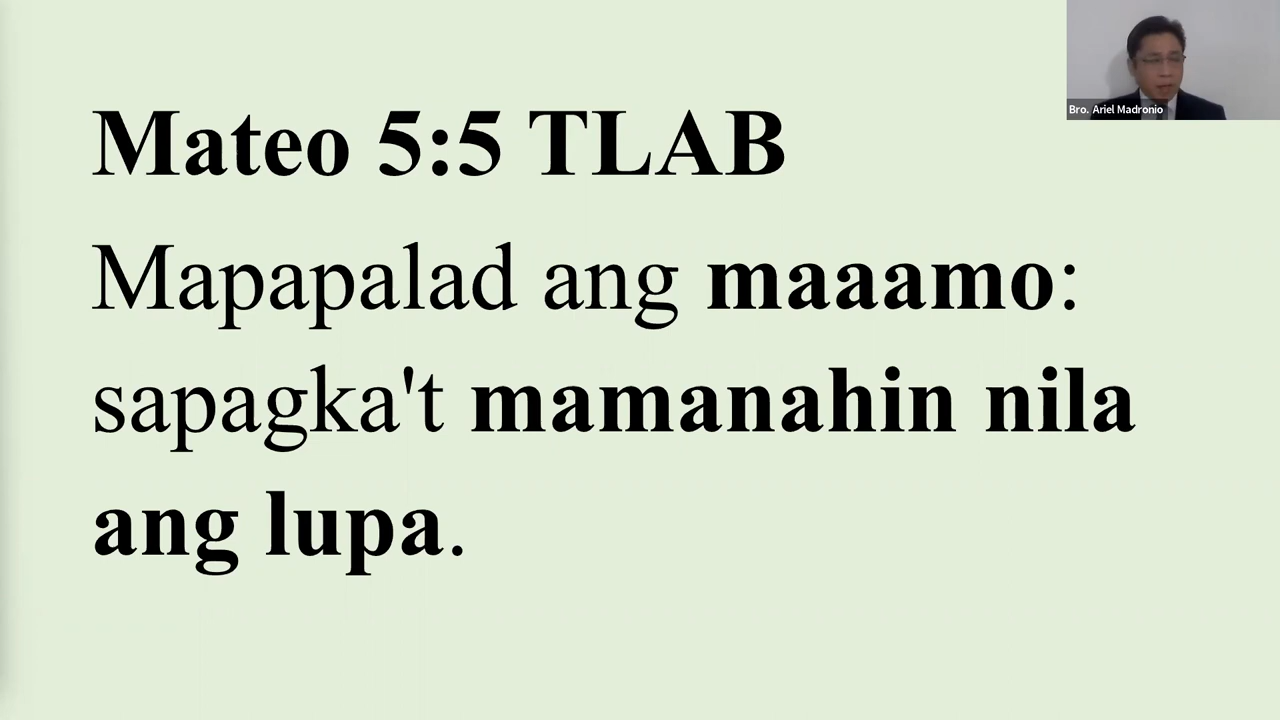 Bro. Ariel Madronio
Mateo 5:5 TLAB
Mapapalad ang maaamo:
sapagka't mamanahin nila
ang lupa.